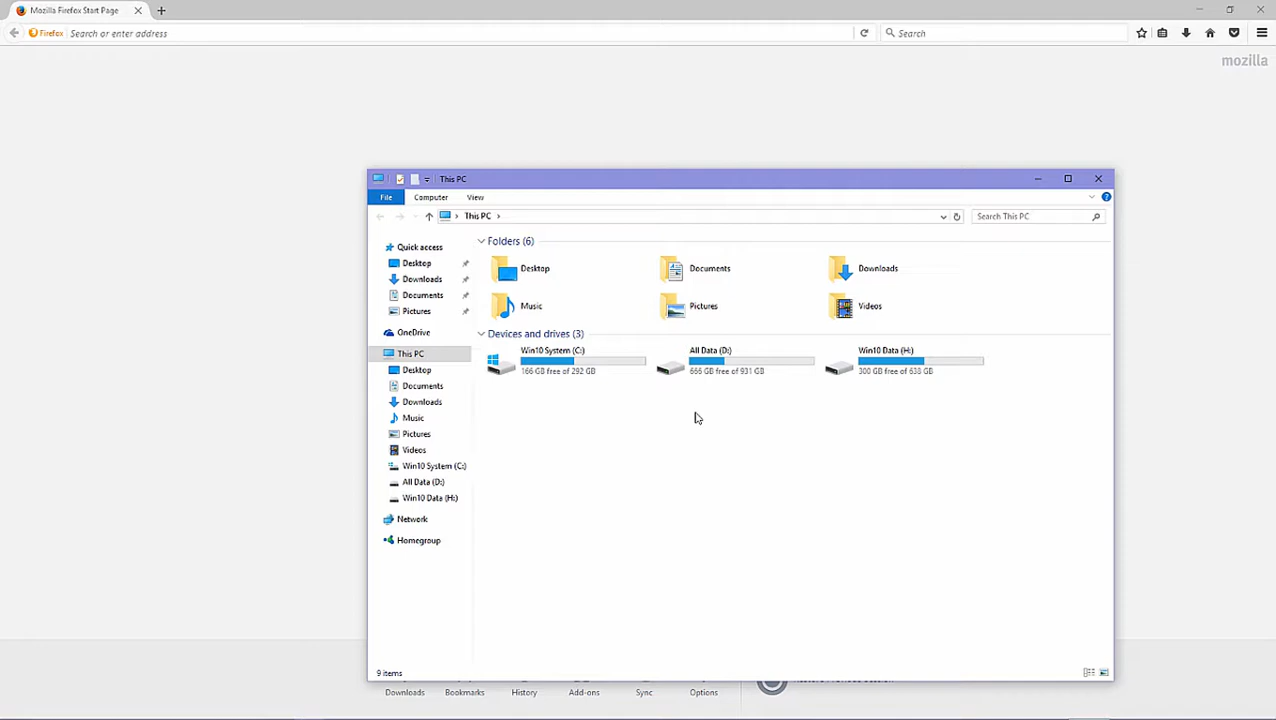 Mozilla Firefox Start Page
Firefox Search or enter address
Search
mozilla
This PC
File Computer View
This PC
Search This PC
Quick access
Desktop
Downloads
Documents
Pictures
OneDrive
This PC
Desktop
Documents
Downloads
Music
Pictures
Videos
Win10 System (C:)
All Data (D:)
Win10 Data (H:)
Network
Homegroup
Folders (6)
Desktop Documents Downloads
Music Pictures Videos
Devices and drives (3)
Win10 System (C:) All Data (D:) Win10 Data (H:)
166 GB free of 292 GB 666 GB free of 931 GB 300 GB free of 638 GB
9 items
Downloads Bookmarks History Add-ons Sync Options